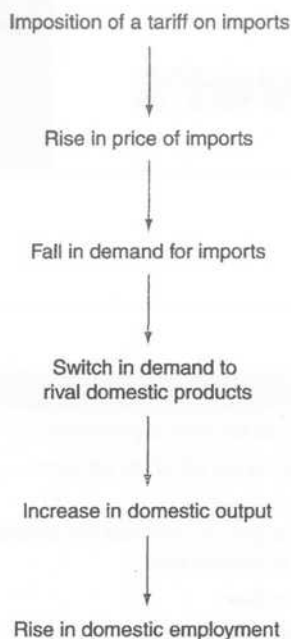 Imposition of a tariff on imports
Rise in price of imports
Fall in demand for imports
Switch in demand to
rival domestic products
Increase in domestic output
Rise in domestic employment